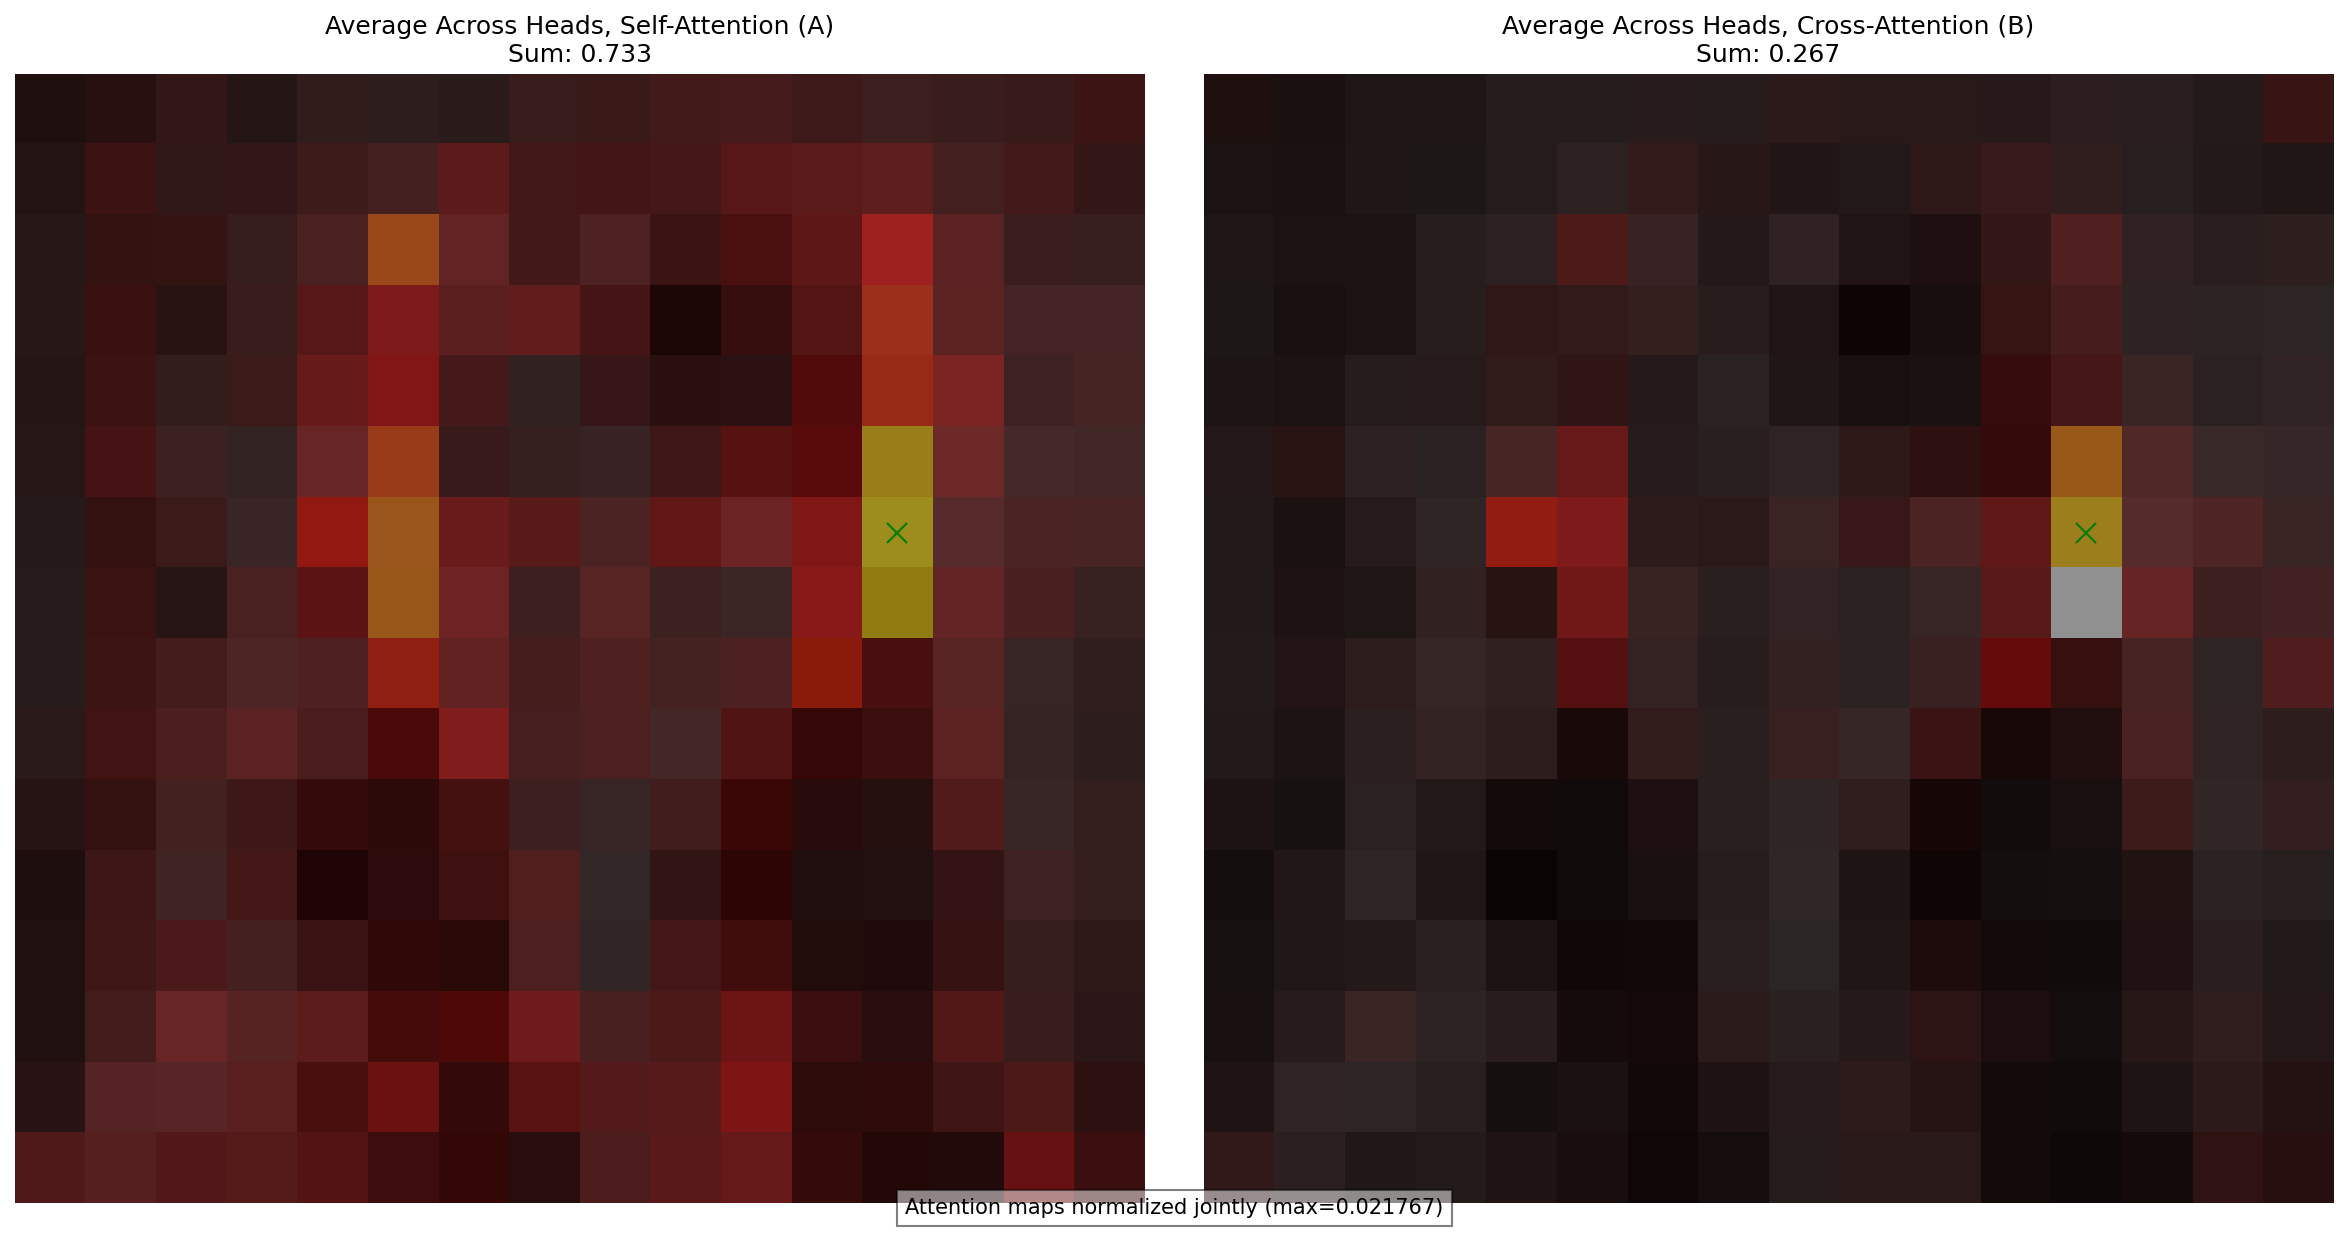 Average Across Heads, Self-Attention (A)
Sum: 0.733
Average Across Heads, Cross-Attention (B)
Sum: 0.267
Attention maps normalized jointly (max=0.021767)